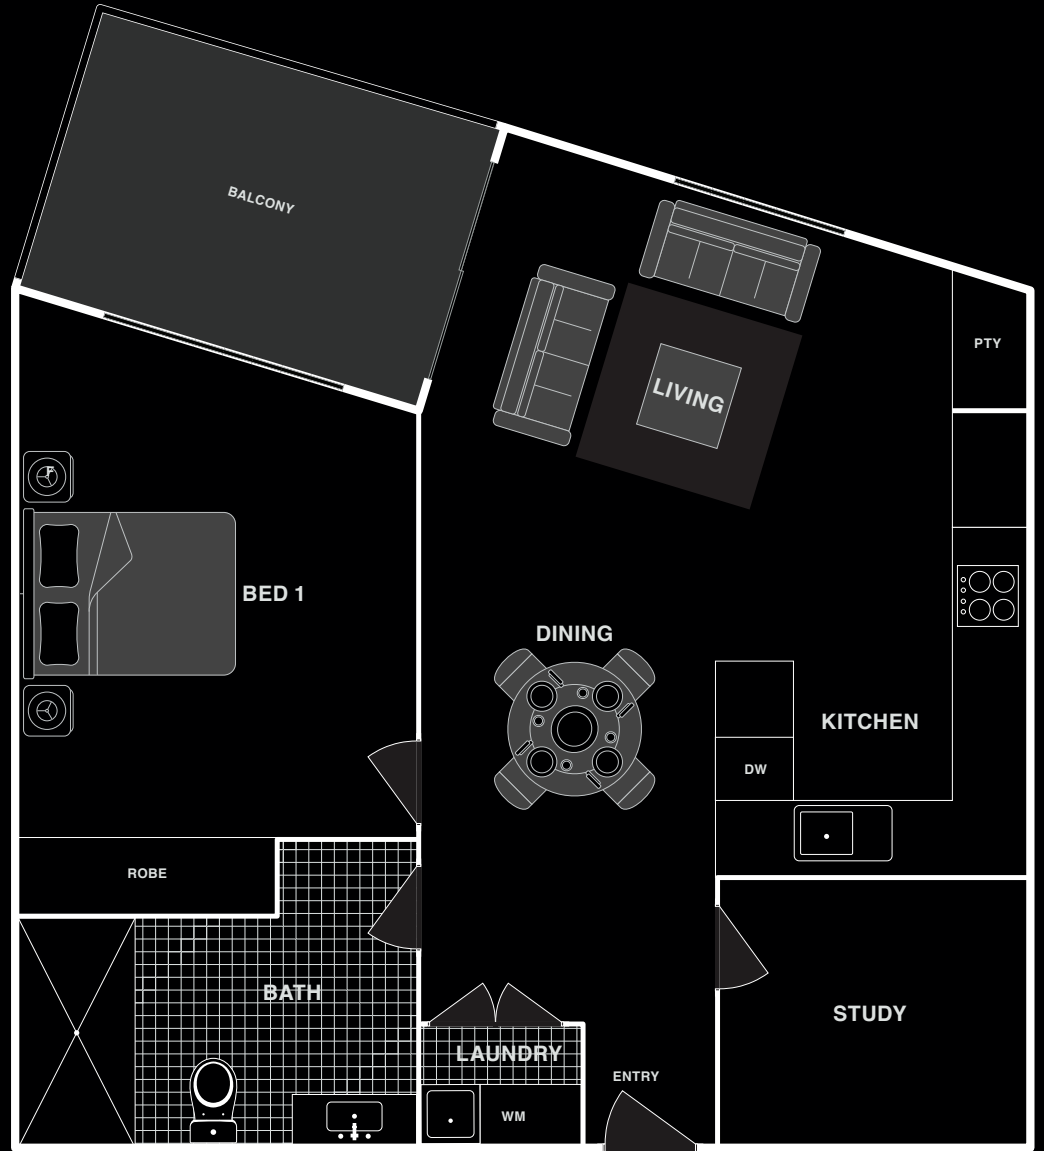 BALCONY
PTY
LIVING
F
BED 1
DINING
KITCHEN
DW
ROBE
BATH
STUDY
LAUNDRY
ENTRY
WM